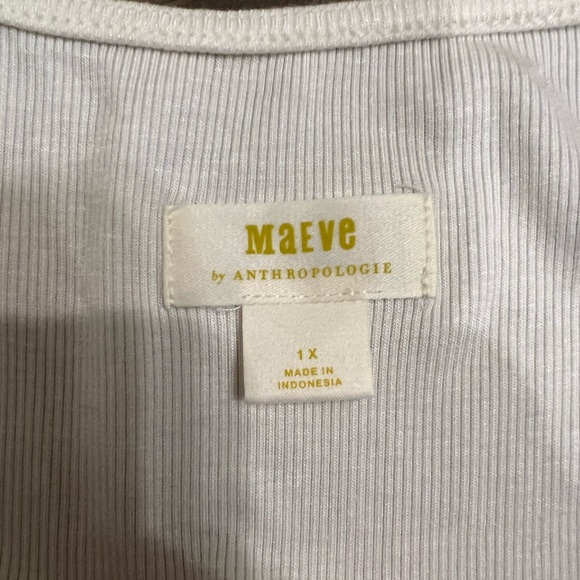 MaEve
by ANTHROPOLOGIE
1X
MADE IN
INDONESIA